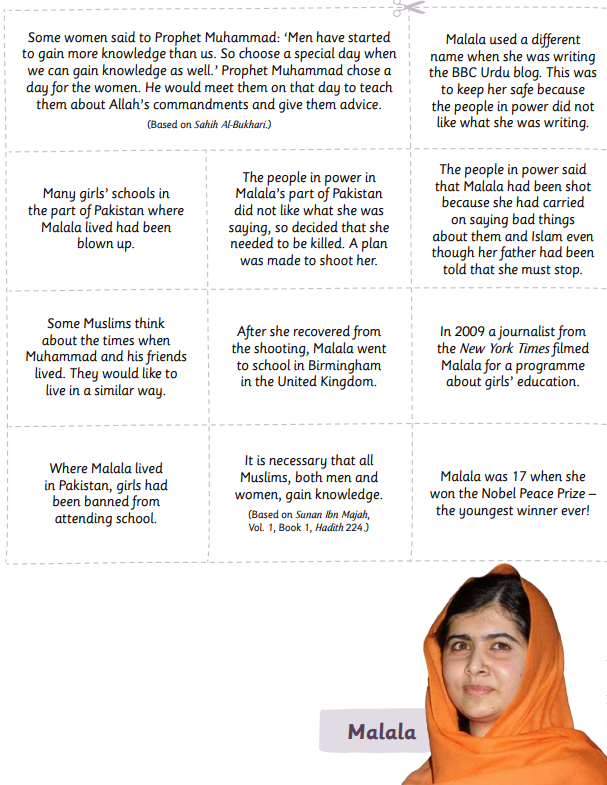 Some women said to Prophet Muhammad: ‘Men have started
to gain more knowledge than us. So choose a special day when
we can gain knowledge as well.’ Prophet Muhammad chose a
day for the women. He would meet them on that day to teach
them about Allah’s commandments and give them advice.
(Based on Sahih Al-Bukhari.)
Malala used a different
name when she was writing
the BBC Urdu blog. This was
to keep her safe because
the people in power did not
like what she was writing.
Many girls’ schools in
the part of Pakistan where
Malala lived had been
blown up.
The people in power in
Malala’s part of Pakistan
did not like what she was
saying, so decided that she
needed to be killed. A plan
was made to shoot her.
The people in power said
that Malala had been shot
because she had carried
on saying bad things
about them and Islam even
though her father had been
told that she must stop.
Some Muslims think
about the times when
Muhammad and his friends
lived. They would like to
live in a similar way.
After she recovered from
the shooting, Malala went
to school in Birmingham
in the United Kingdom.
In 2009 a journalist from
the New York Times filmed
Malala for a programme
about girls’ education.
Where Malala lived
in Pakistan, girls had
been banned from
attending school.
It is necessary that all
Muslims, both men and
women, gain knowledge.
(Based on Sunan Ibn Majah,
Vol. 1, Book 1, Hadith 224.)
Malala was 17 when she
won the Nobel Peace Prize –
the youngest winner ever!
Malala